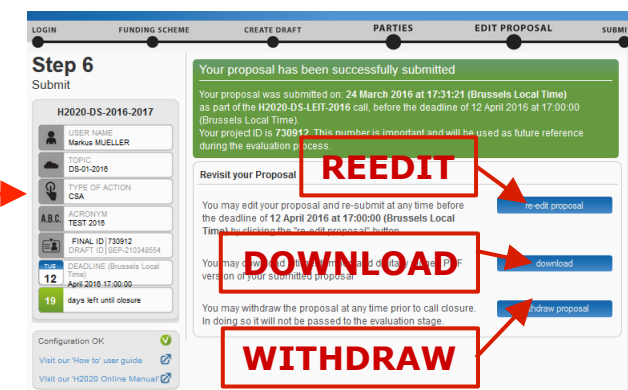 LOGIN FUNDING SCHEME CREATE DRAFT PARTIES EDIT PROPOSAL SUBMI
Step 6
Submit
H2020-DS-2016-2017
USER NAME
Markus MUELLER
TOPIC
DS-01-2016
TYPE OF ACTION
CSA
A.B.C. ACRONYM
TEST 2016
FINAL ID 730912
DRAFT ID SEP-210348554
TUE 12 DEADLINE (Brussels Local
Time)
April 2016 17:00:00
19 days left until closure
Configuration OK
Visit our 'How to' user guide
Visit our 'H2020 Online Manual'
Your proposal has been successfully submitted
Your proposal was submitted on: 24 March 2016 at 17:31:21 (Brussels Local Time)
as part of the H2020-DS-LEIT-2016 call, before the deadline of 12 April 2016 at 17:00:00
(Brussels Local Time).
Your project ID is 730912. This number is important and will be used as future reference
during the evaluation process.
Revisit your Proposal
REEDIT
You may edit your proposal and re-submit at any time before
the deadline of 12 April 2016 at 17:00:00 (Brussels Local
Time) by clicking the "re-edit proposal" button
re-edit proposal
You may download
DOWNLOAD
version of your submitted proposal
download
You may withdraw the proposal at any time prior to call closure.
In doing so it will not be passed to the evaluation stage.
proposal
WITHDRAW